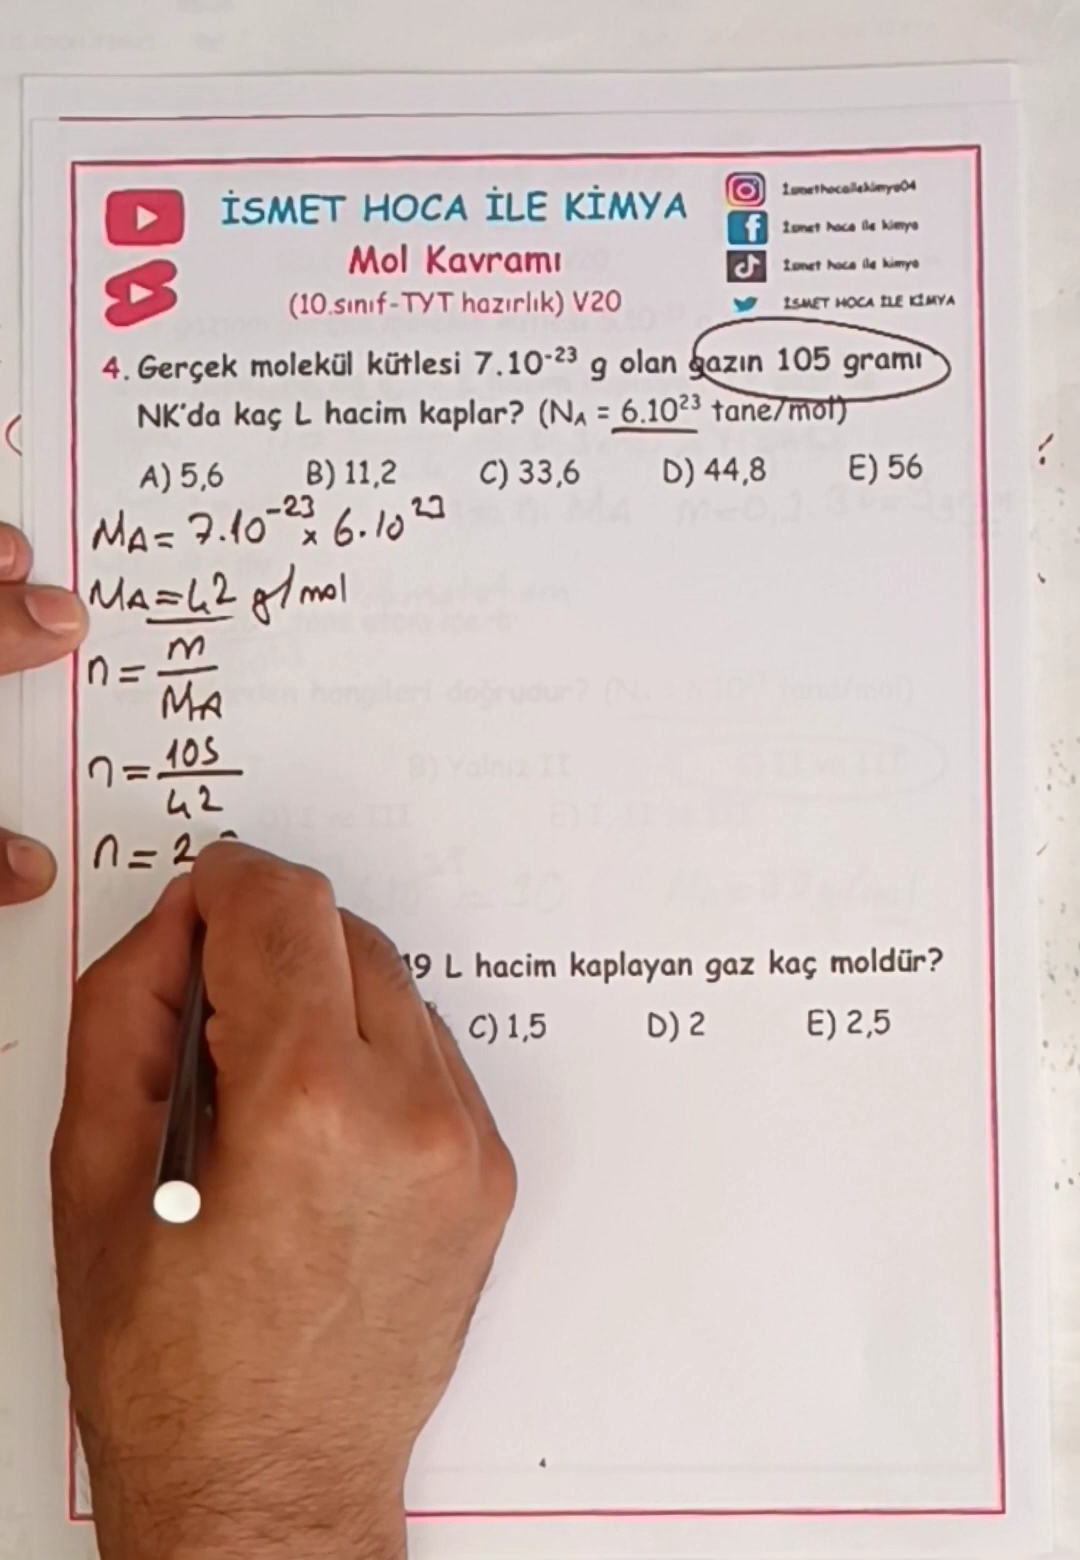 İSMET HOCA İLE KİMYA
Mol Kavramı
(10.sınıf-TYT hazırlık) V20
İsmethocailekimya04
İsmet hoca ile kimya
İsmet hoca ile kimya
İSMET HOCA İLE KİMYA
4. Gerçek molekül kütlesi 7.10⁻²³ g olan gazın 105 gramı
NK'da kaç L hacim kaplar? (Nᴀ = 6.10²³ tane/mol)
A) 5,6 B) 11,2 C) 33,6 D) 44,8 E) 56
MA = 7.10⁻²³ x 6.10²³
MA = 42 g/mol
n = m / MA
n = 105 / 42
n = 2
L hacim kaplayan gaz kaç moldür?
C) 1,5 D) 2 E) 2,5
4